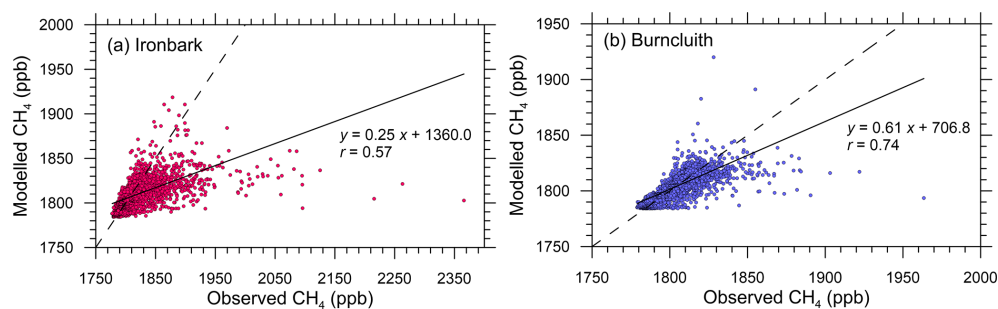 (a) Ironbark
Modelled CH₄ (ppb)
2000
1950
1900
1850
1800
1750
y = 0.25 x + 1360.0
r = 0.57
1750 1850 1950 2050 2150 2250 2350
Observed CH₄ (ppb)
(b) Burncluith
Modelled CH₄ (ppb)
1950
1900
1850
1800
1750
y = 0.61 x + 706.8
r = 0.74
1750 1800 1850 1900 1950 2000
Observed CH₄ (ppb)